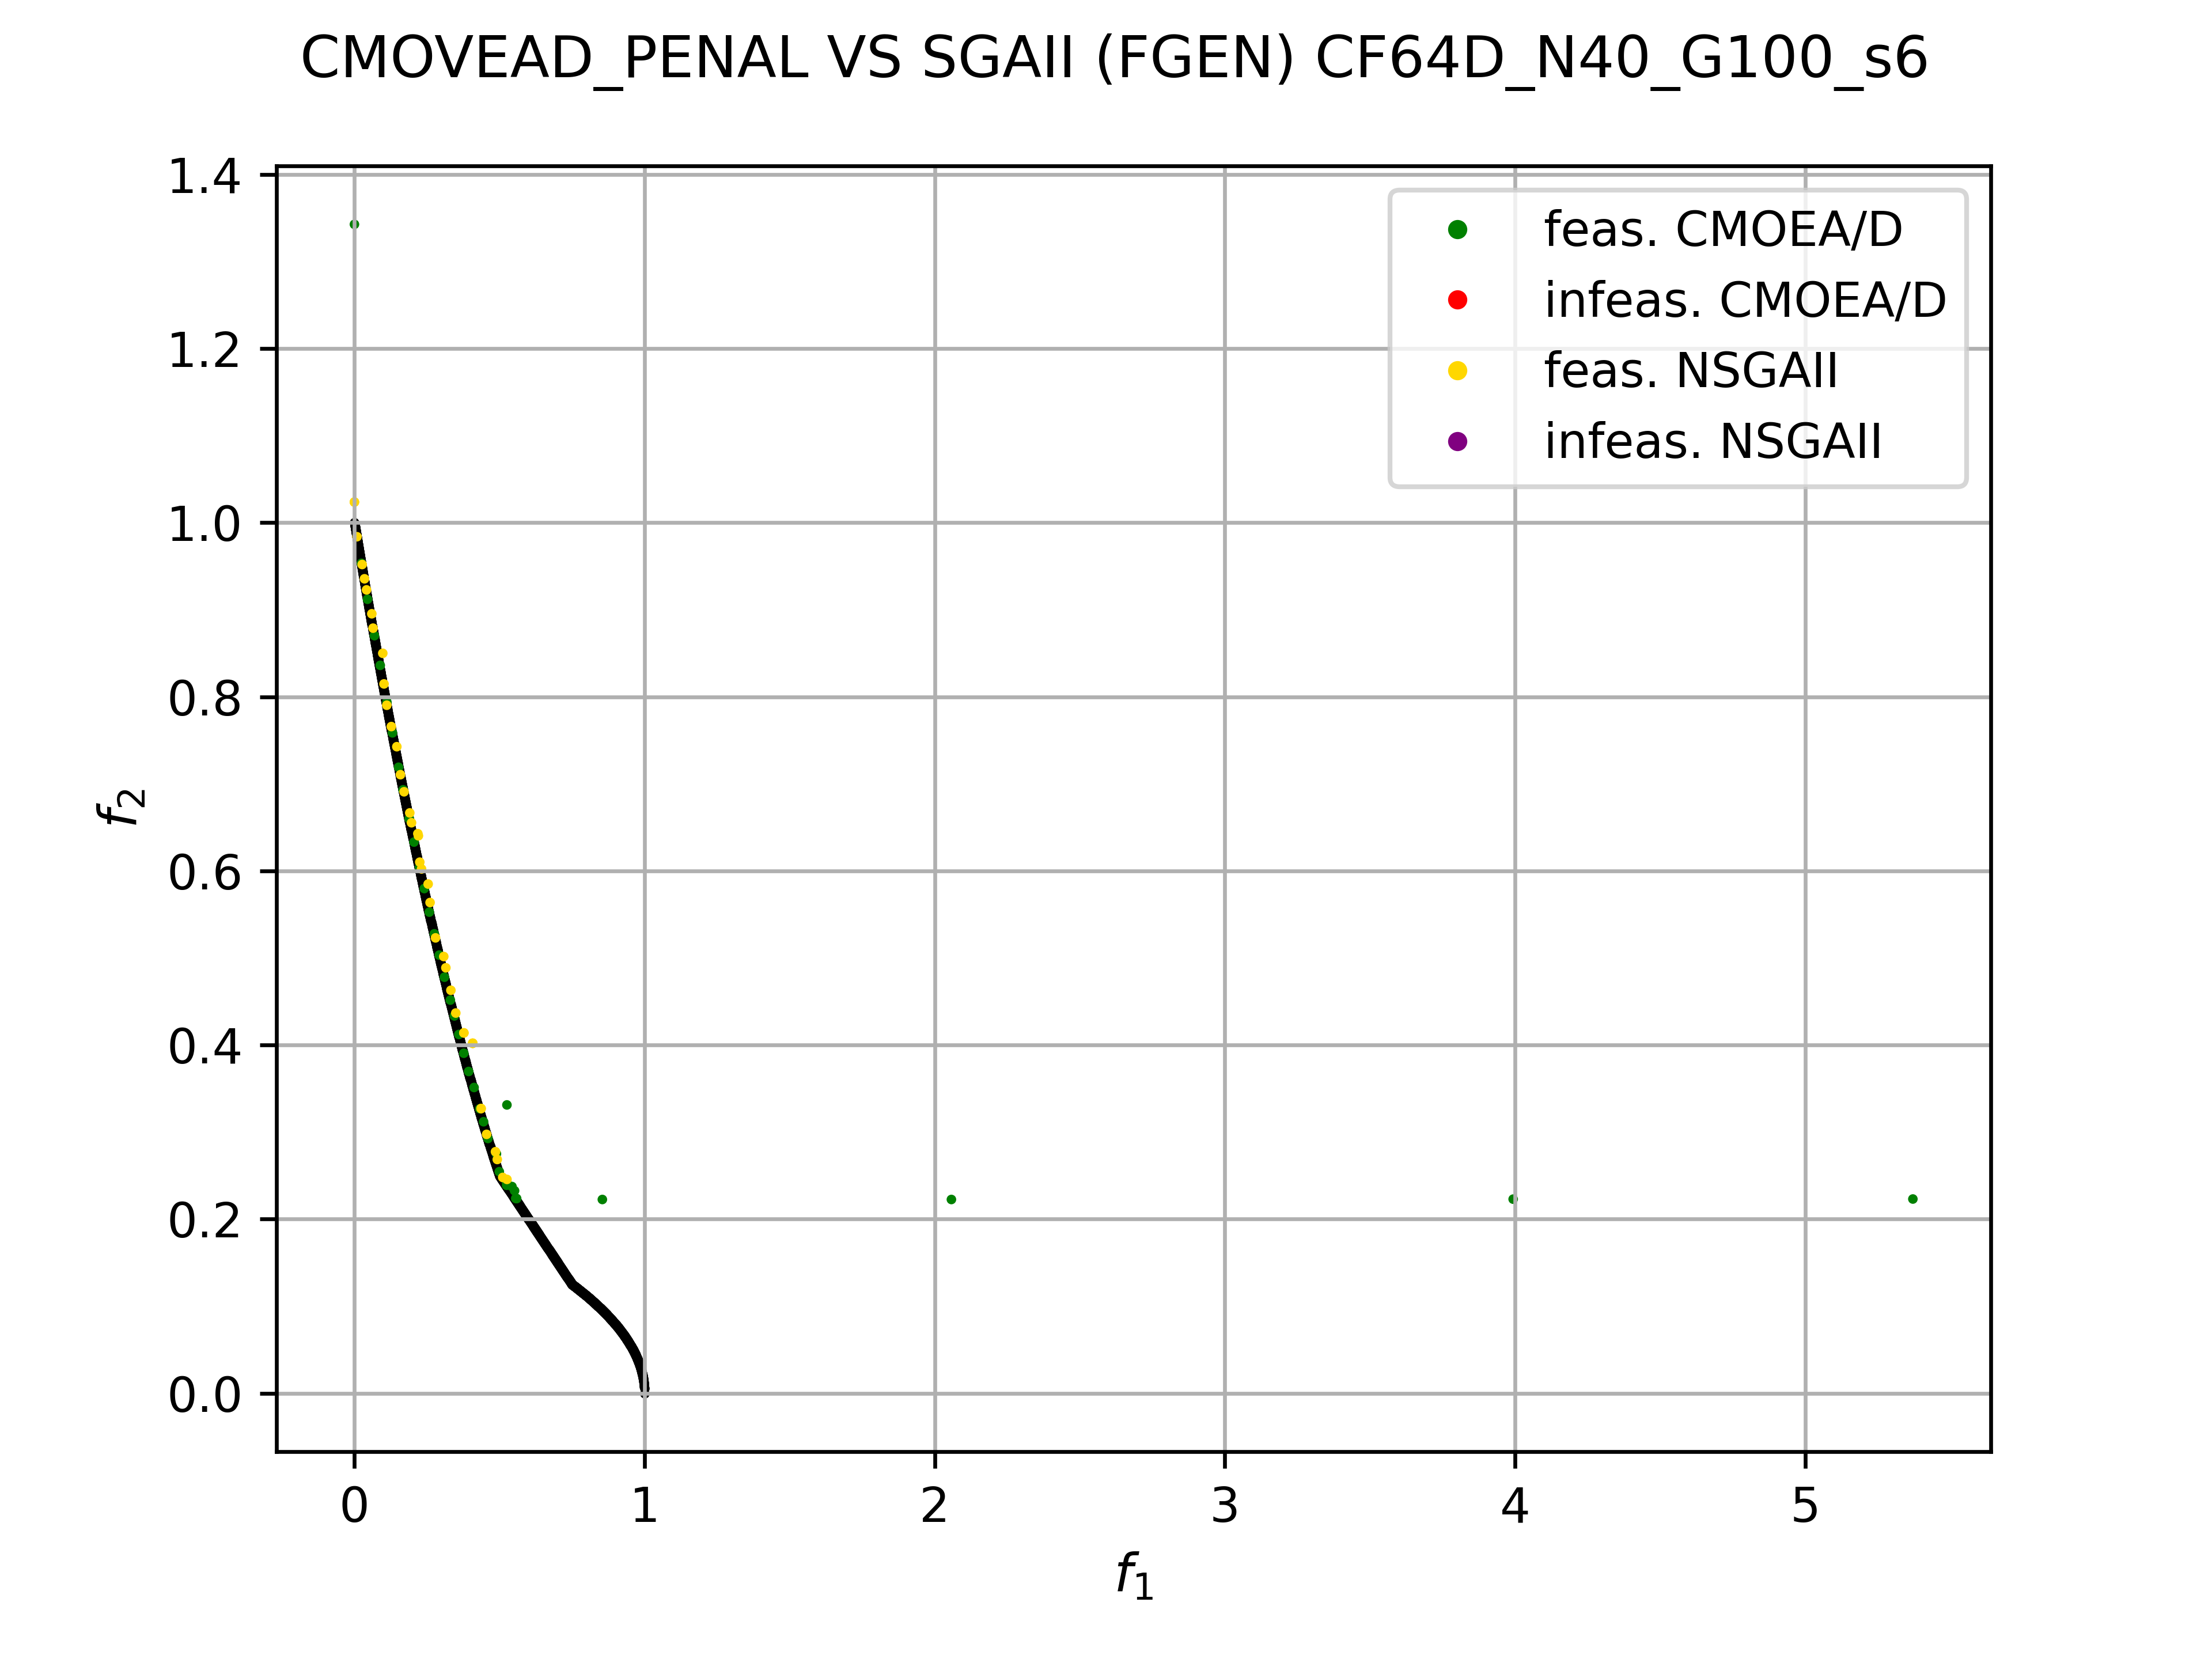 CMOVEAD_PENAL VS SGAII (FGEN) CF64D_N40_G100_s6
1.4
1.2
1.0
0.8
0.6
0.4
0.2
0.0
f2
feas. CMOEA/D
infeas. CMOEA/D
feas. NSGAII
infeas. NSGAII
0 1 2 3 4 5
f1